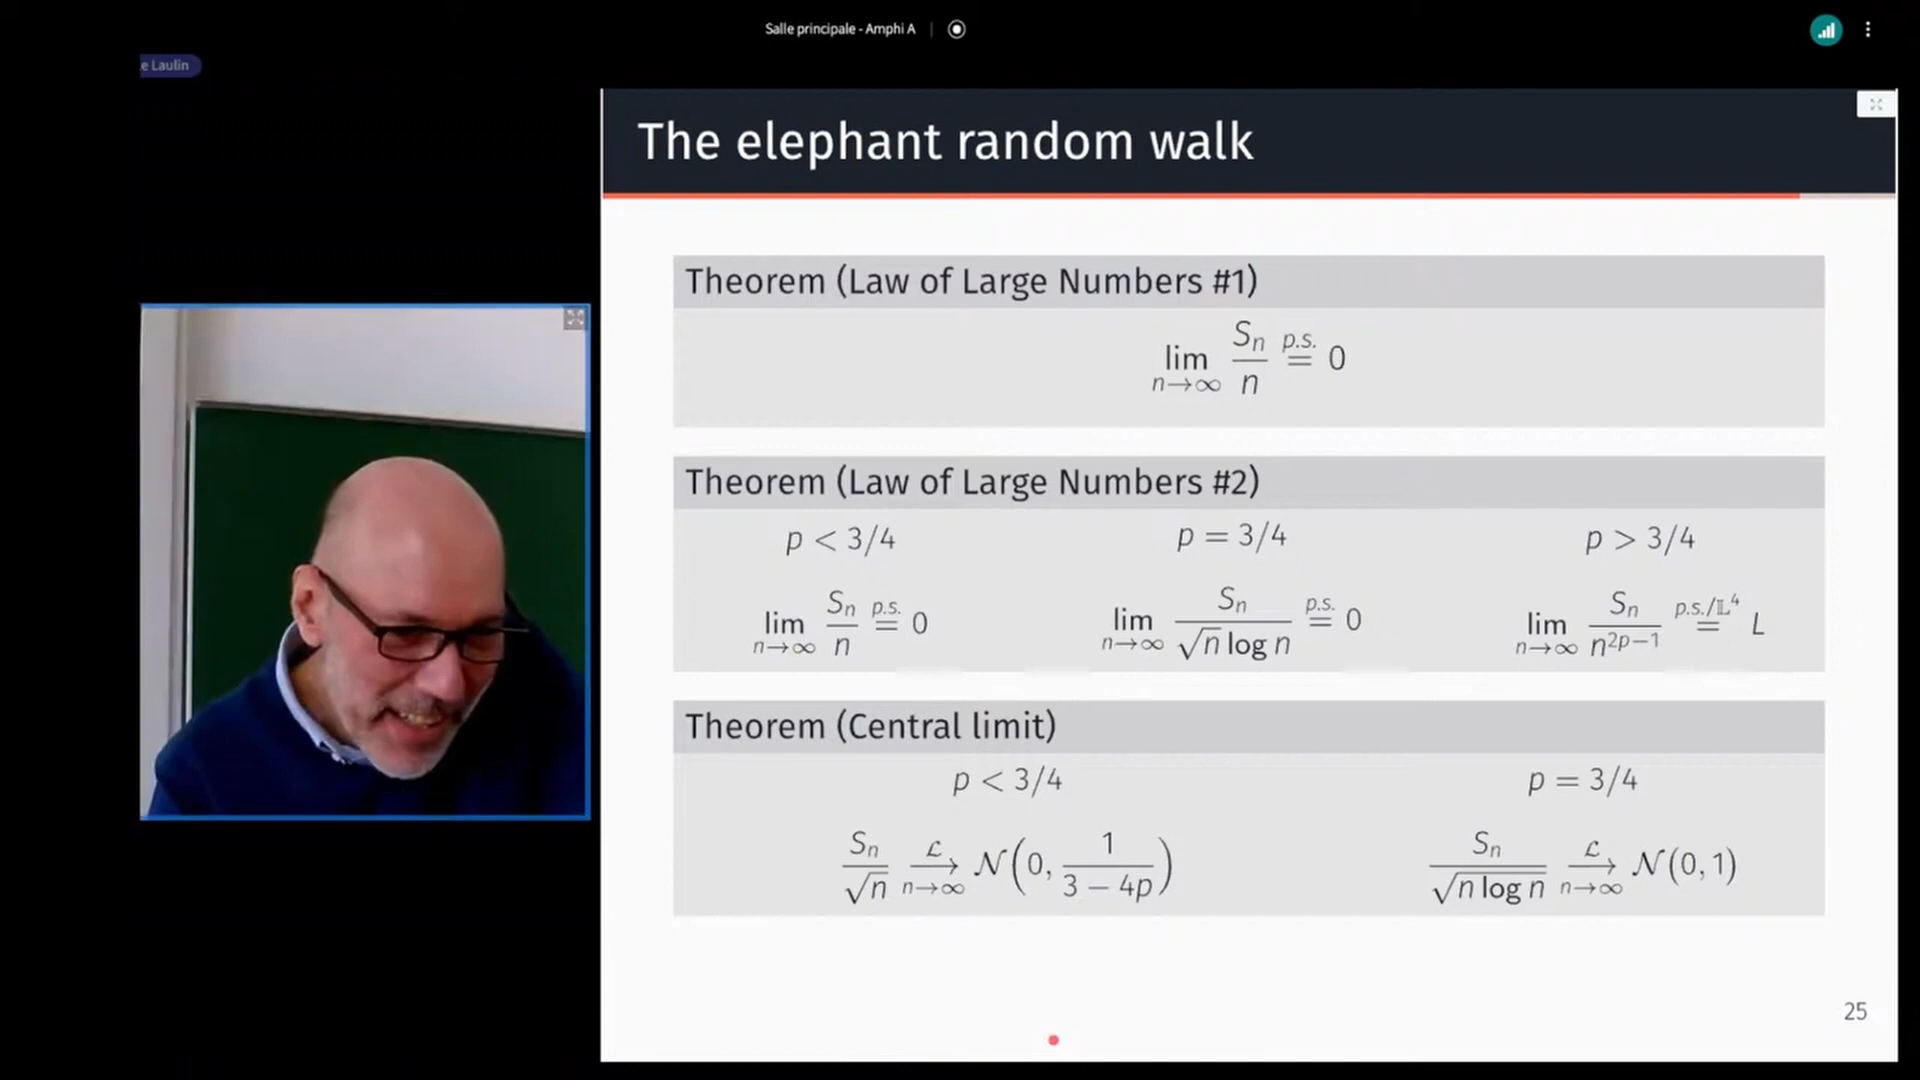 Salle principale - Amphi A
e Laulin
The elephant random walk
Theorem (Law of Large Numbers #1)
lim_{n→∞} S_n/n =^{p.s.} 0
Theorem (Law of Large Numbers #2)
p < 3/4    p = 3/4    p > 3/4
lim_{n→∞} S_n/n =^{p.s.} 0    lim_{n→∞} S_n/(√n log n) =^{p.s.} 0    lim_{n→∞} S_n/n^{2p−1} =^{p.s./𝕃^4} L
Theorem (Central limit)
p < 3/4    p = 3/4
S_n/√n →^ℒ_{n→∞} 𝒩(0, 1/(3 − 4p))    S_n/√(n log n) →^ℒ_{n→∞} 𝒩(0, 1)
25